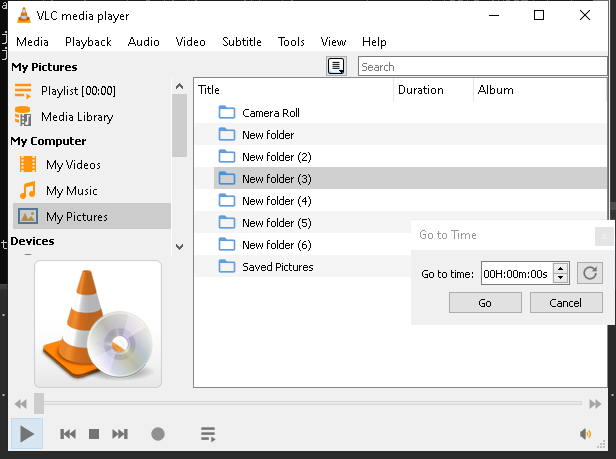 VLC media player
Media Playback Audio Video Subtitle Tools View Help
My Pictures
Search
Playlist [00:00]
Media Library
My Computer
My Videos
My Music
My Pictures
Devices
Title Duration Album
Camera Roll
New folder
New folder (2)
New folder (3)
New folder (4)
New folder (5)
New folder (6)
Saved Pictures
Go to Time
Go to time: 00H:00m:00s
Go Cancel